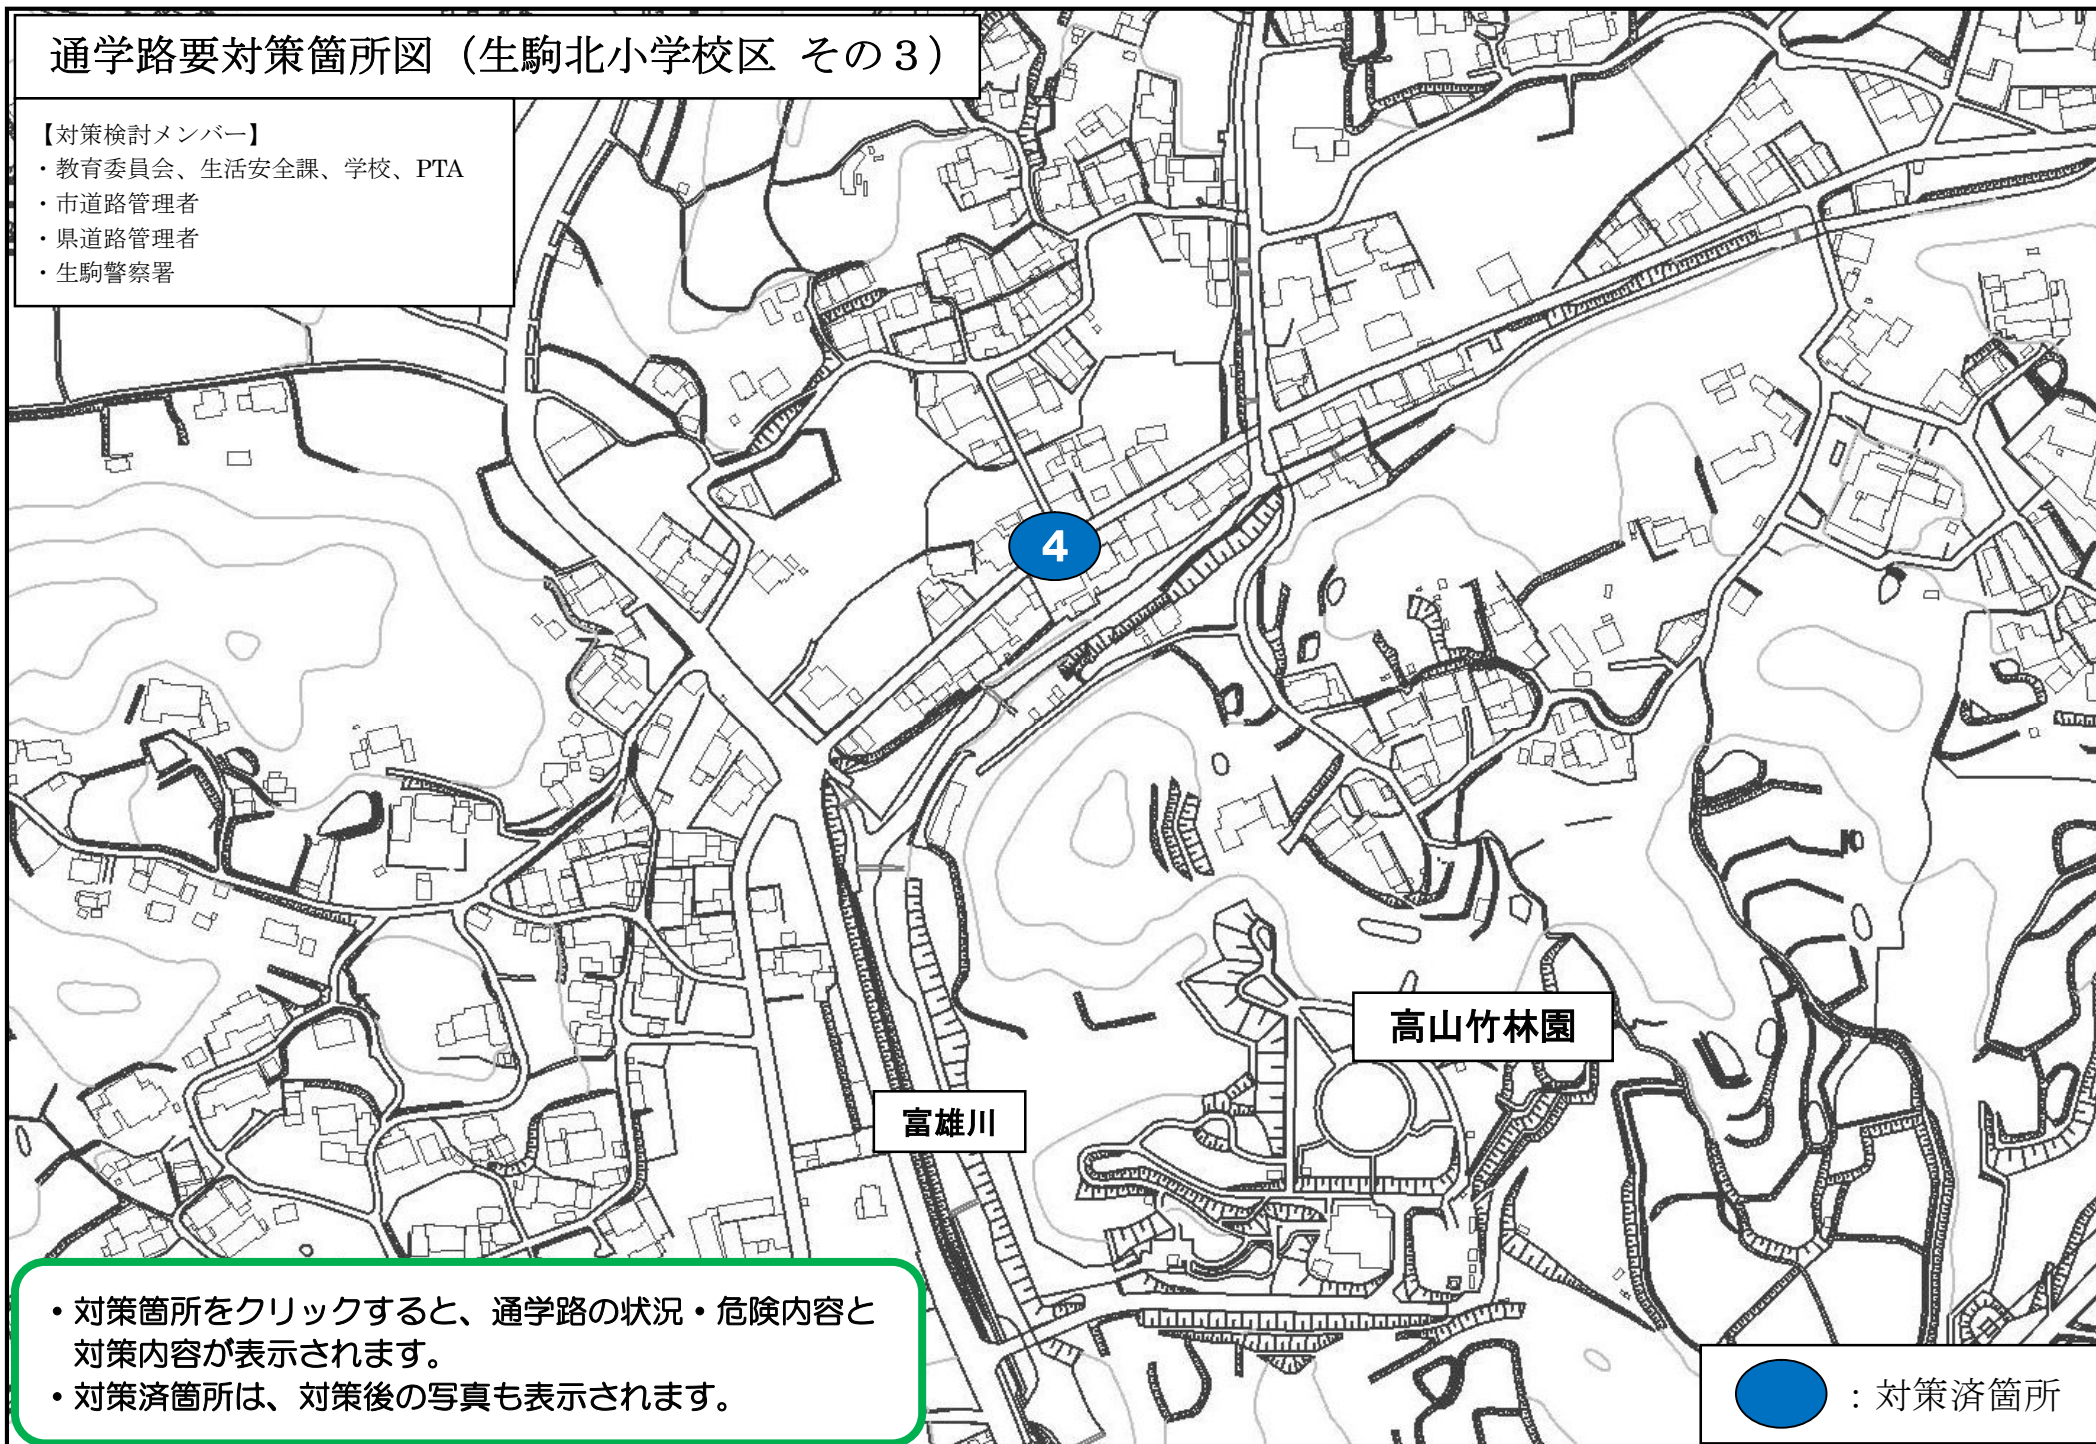 通学路要対策箇所図（生駒北小学校区 その３）
【対策検討メンバー】
・教育委員会、生活安全課、学校、PTA
・市道路管理者
・県道路管理者
・生駒警察署
4
高山竹林園
富雄川
・対策箇所をクリックすると、通学路の状況・危険内容と
対策内容が表示されます。
・対策済箇所は、対策後の写真も表示されます。
：対策済箇所